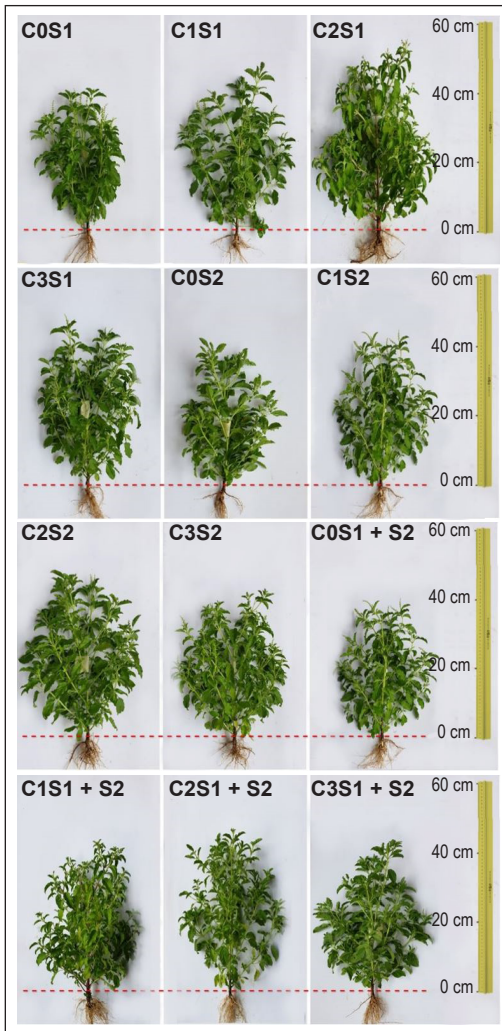 C0S1
C1S1
C2S1
60 cm
40 cm
20 cm
0 cm
C3S1
C0S2
C1S2
60 cm
40 cm
20 cm
0 cm
C2S2
C3S2
C0S1 + S2
60 cm
40 cm
20 cm
0 cm
C1S1 + S2
C2S1 + S2
C3S1 + S2
60 cm
40 cm
20 cm
0 cm